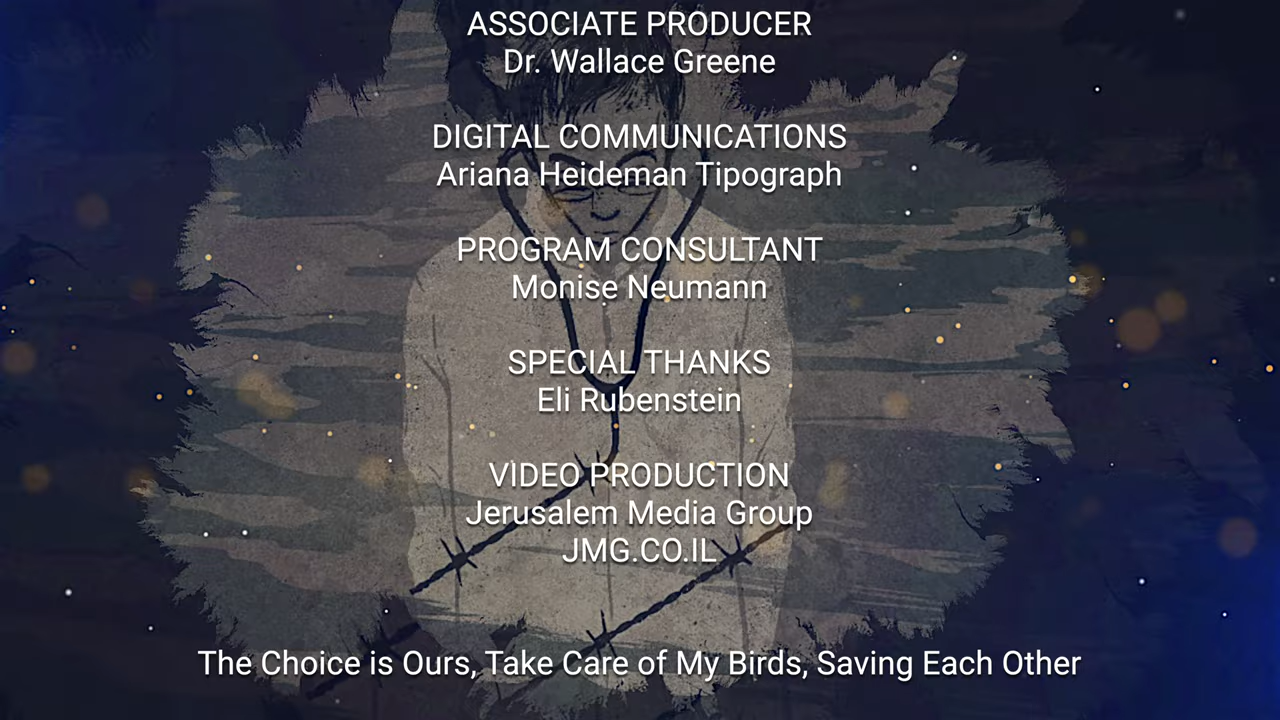 ASSOCIATE PRODUCER
Dr. Wallace Greene
DIGITAL COMMUNICATIONS
Ariana Heideman Tipograph
PROGRAM CONSULTANT
Monise Neumann
SPECIAL THANKS
Eli Rubenstein
VIDEO PRODUCTION
Jerusalem Media Group
JMG.CO.IL
The Choice is Ours, Take Care of My Birds, Saving Each Other